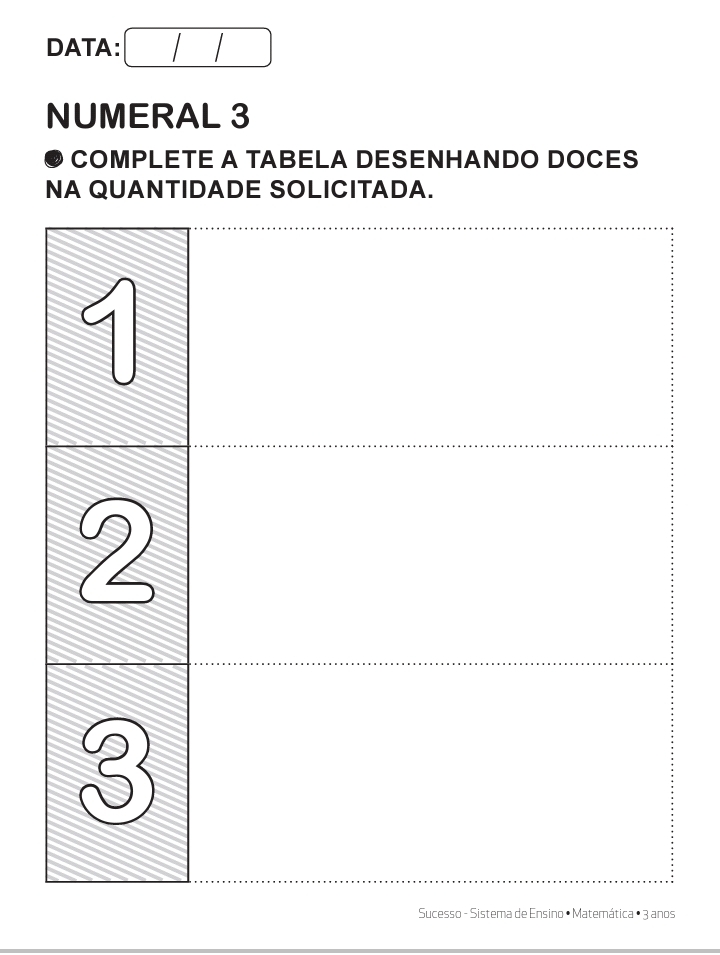 DATA: / /
NUMERAL 3
COMPLETE A TABELA DESENHANDO DOCES
NA QUANTIDADE SOLICITADA.
1
2
3
Sucesso - Sistema de Ensino • Matemática • 3 anos